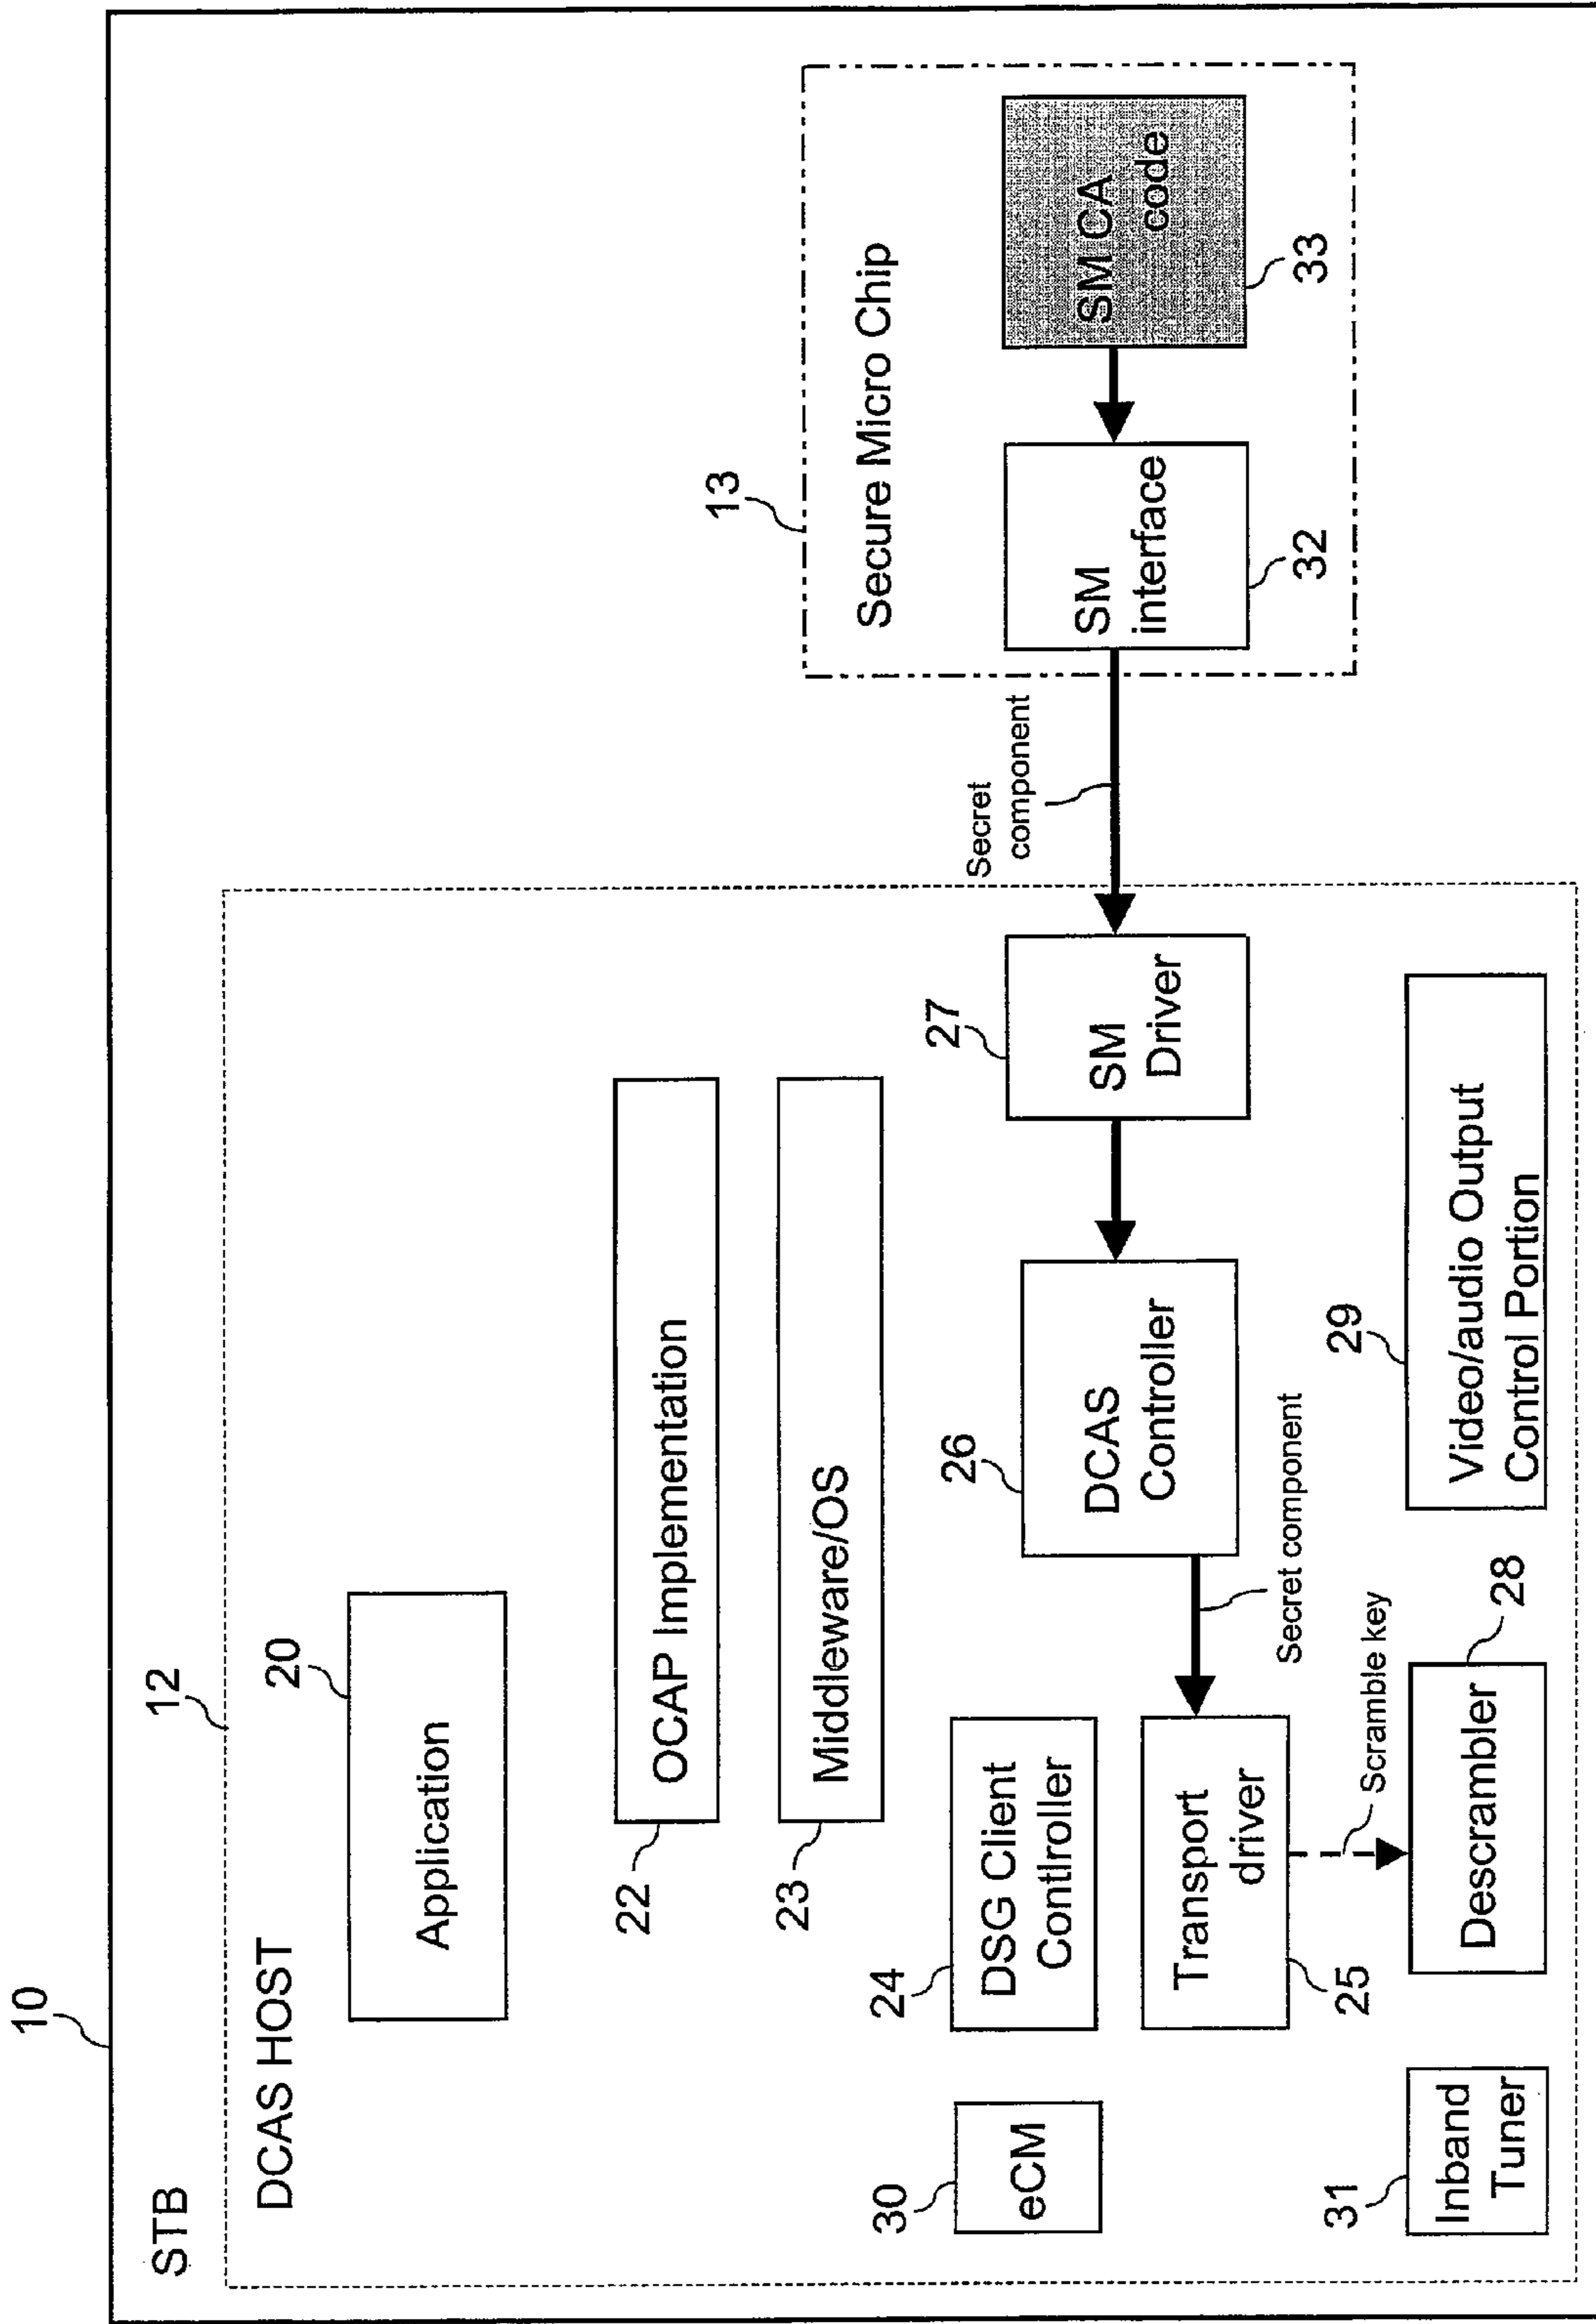 10
STB
12
DCAS HOST
20
Application
22
OCAP Implementation
23
Middleware/OS
13
Secure Micro Chip
30
eCM
24
DSG Client
Contlroller
Transport
driver
25
26
DCAS
Controller
27
SM
Driver
Secret
component
SM
interface
32
SM CA
code
33
Secret component
Scramble key
31
Inband
Tuner
Descrambler
28
29
Video/audio Output
Control Portion